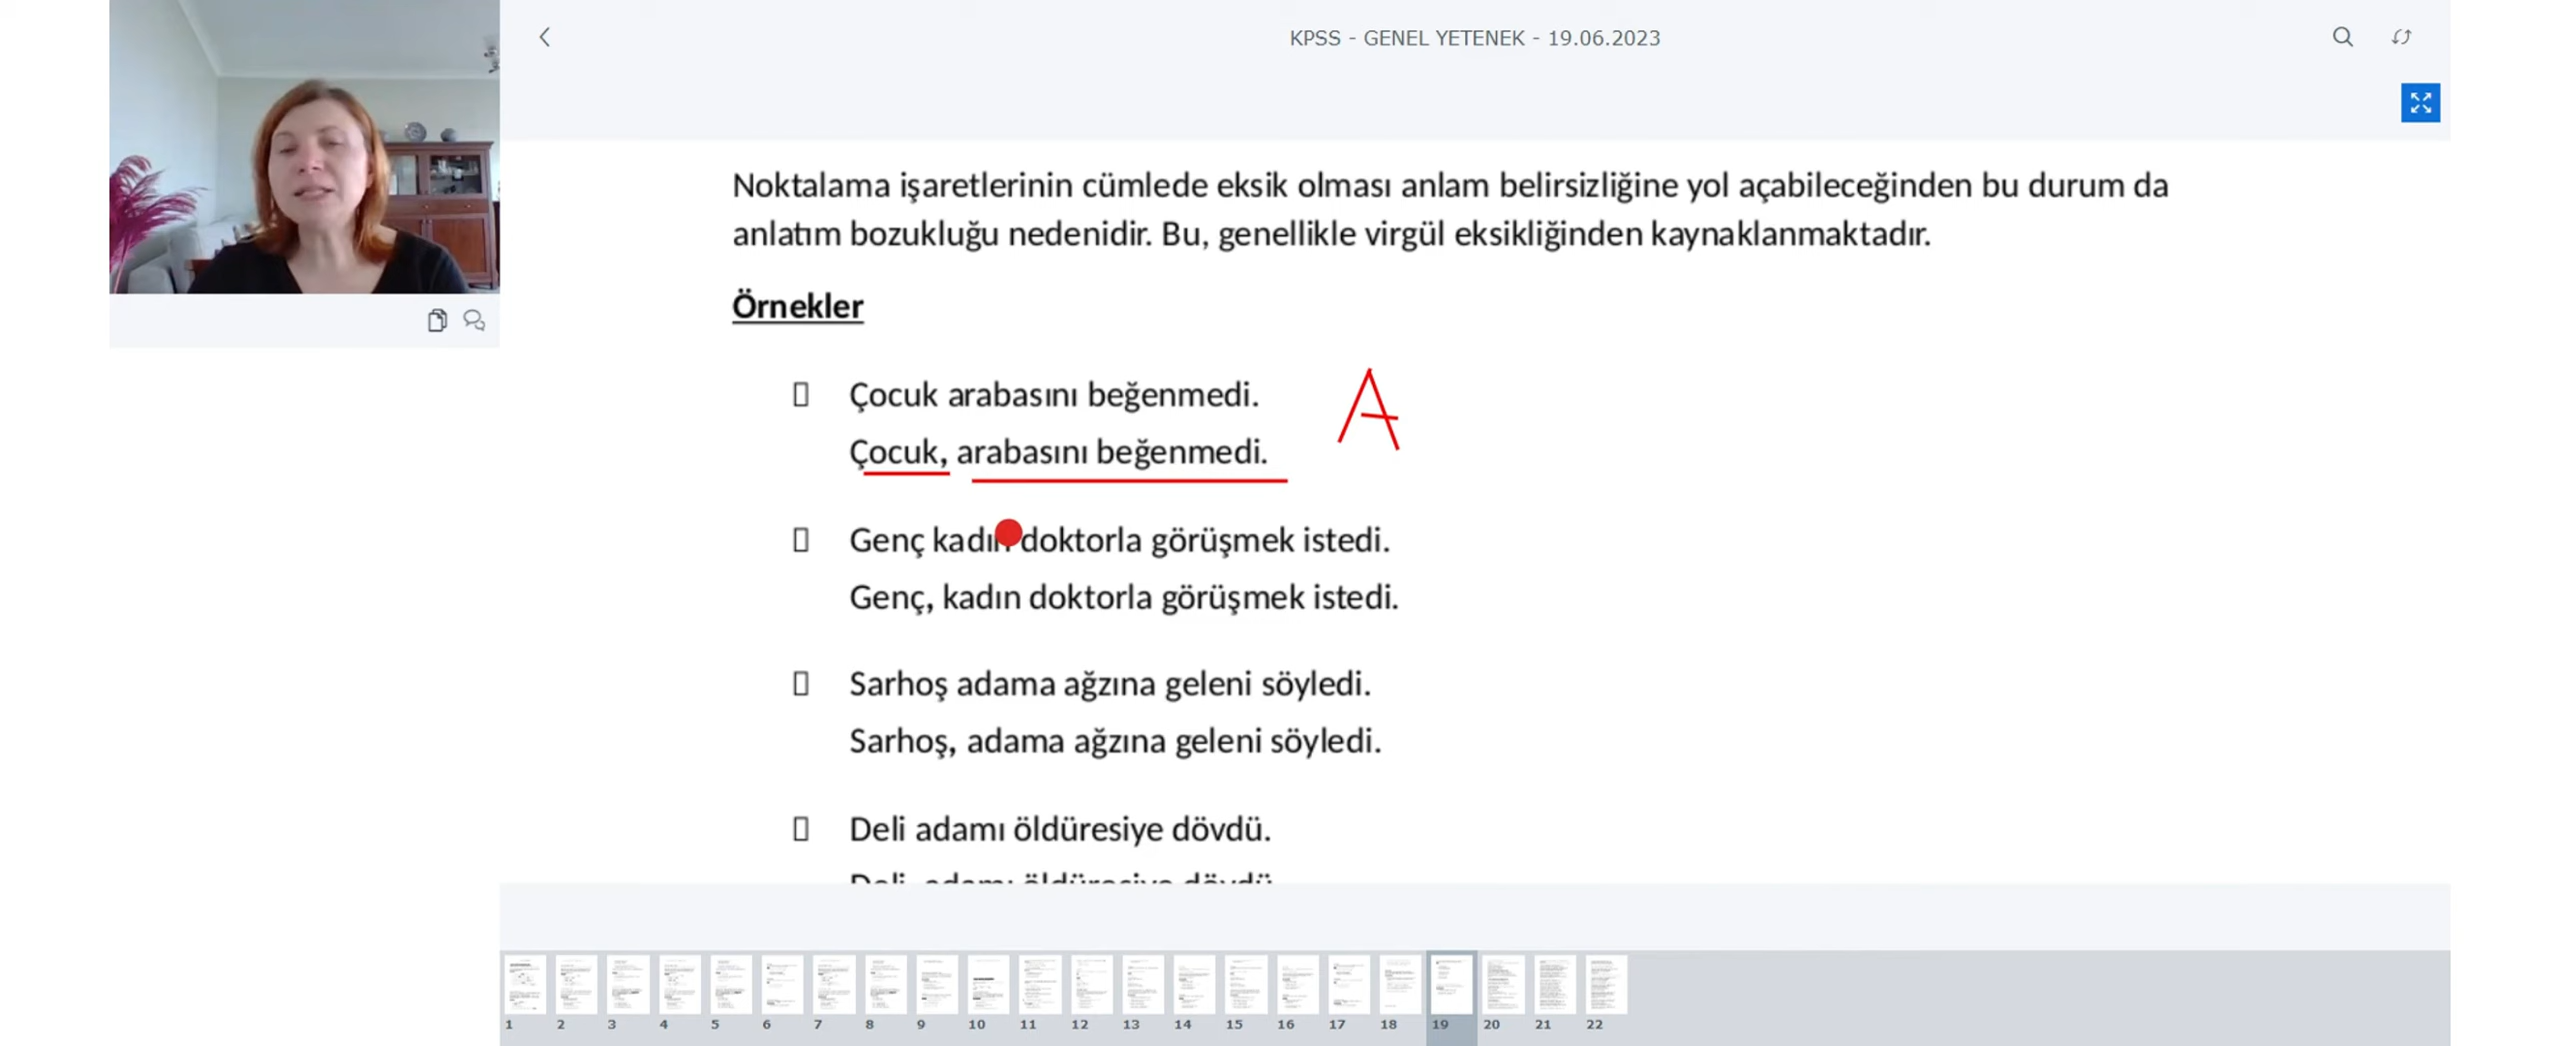 KPSS - GENEL YETENEK - 19.06.2023
Noktalama işaretlerinin cümlede eksik olması anlam belirsizliğine yol açabileceğinden bu durum da
anlatım bozukluğu nedenidir. Bu, genellikle virgül eksikliğinden kaynaklanmaktadır.
Örnekler
Çocuk arabasını beğenmedi.
A
Çocuk, arabasını beğenmedi.
Genç kadın doktorla görüşmek istedi.
Genç, kadın doktorla görüşmek istedi.
Sarhoş adama ağzına geleni söyledi.
Sarhoş, adama ağzına geleni söyledi.
Deli adamı öldüresiye dövdü.
Deli, adamı öldüresiye dövdü
1 2 3 4 5 6 7 8 9 10 11 12 13 14 15 16 17 18 19 20 21 22